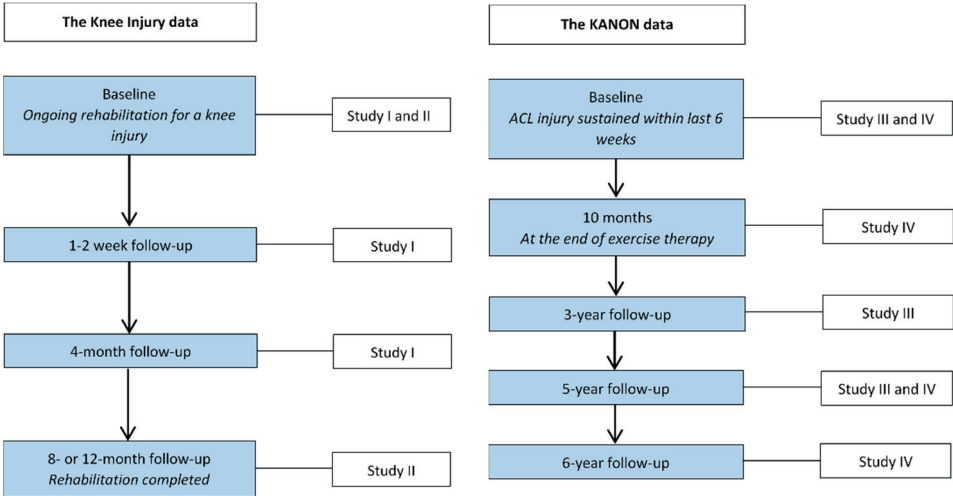 The Knee Injury data
Baseline
Ongoing rehabilitation for a knee
injury
Study I and II
1-2 week follow-up
Study I
4-month follow-up
Study I
8- or 12-month follow-up
Rehabilitation completed
Study II
The KANON data
Baseline
ACL injury sustained within last 6
weeks
Study III and IV
10 months
At the end of exercise therapy
Study IV
3-year follow-up
Study III
5-year follow-up
Study III and IV
6-year follow-up
Study IV